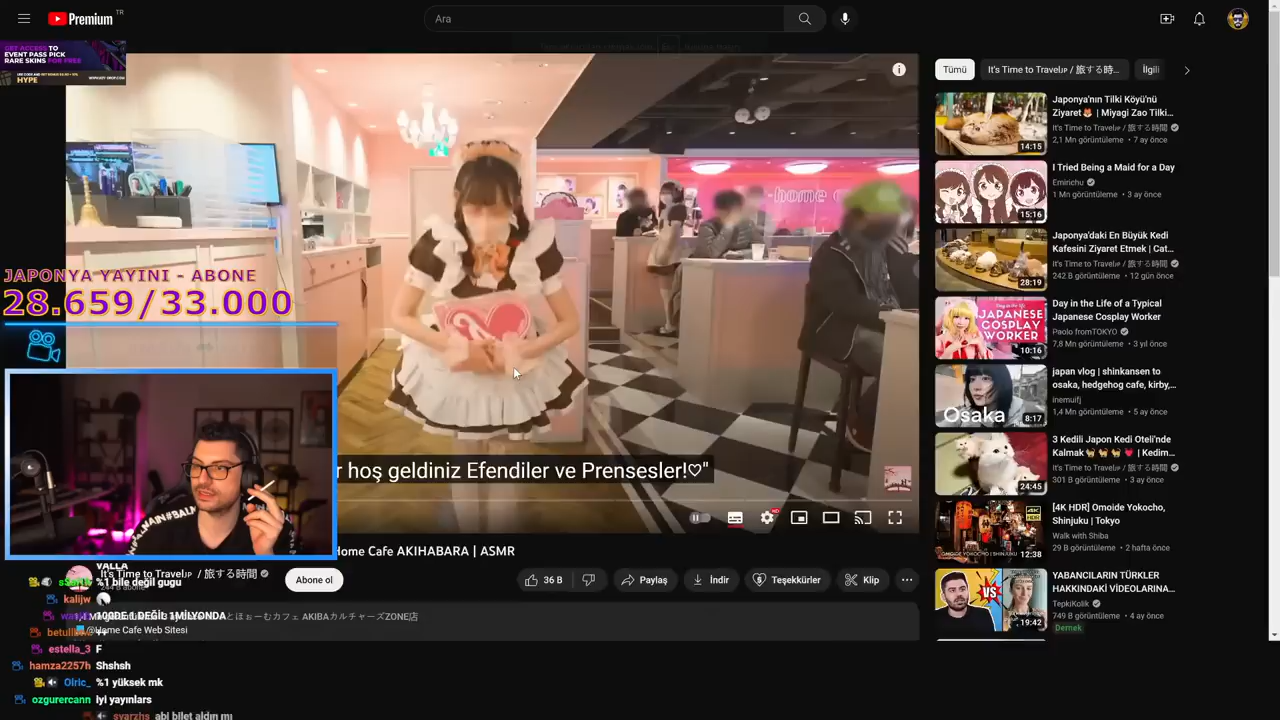 Premium TR
Ara
GET ACCESS TO
EVENT PASS PICK
RARE SKINS FOR FREE
HYPE
-home
JAPONYA YAYINI - ABONE
28.659/33.000
r hoş geldiniz Efendiler ve Prensesler!♡"
HD
Home Cafe AKIHABARA | ASMR
It's Time to Travel🇯🇵 / 旅する時間
Abone ol
36 B
Paylaş
İndir
Teşekkürler
Klip
とほぉーむカフェ AKIBAカルチャーズZONE店
@Home Cafe Web Sitesi
VALLA
%1 bile değil gugu
kalijw
100DE 1 DEĞİL 1MİLYONDA
estella_3 F
hamza2257h Shshsh
Olric_ %1 yüksek mk
ozgurercann iyi yayınlars
svarzhs abi bilet aldın mı
Tümü
It's Time to Travel🇯🇵 / 旅する時...
İlgili
Japonya'nın Tilki Köyü'nü
Ziyaret🦊 | Miyagi Zao Tilki...
It's Time to Travel🇯🇵 / 旅する時間
2,1 Mn görüntüleme • 7 ay önce
14:15
I Tried Being a Maid for a Day
Emirichu
1 Mn görüntüleme • 3 ay önce
15:16
Japonya'daki En Büyük Kedi
Kafesini Ziyaret Etmek | Cat...
It's Time to Travel🇯🇵 / 旅する時間
242 B görüntüleme • 12 gün önce
28:19
Day in the Life of a Typical
Japanese Cosplay Worker
Paolo fromTOKYO
7,8 Mn görüntüleme • 3 yıl önce
JAPANESE
COSPLAY
WORKER
10:16
japan vlog | shinkansen to
osaka, hedgehog cafe, kirby,...
inemuifj
1,4 Mn görüntüleme • 5 ay önce
Osaka
8:17
3 Kedili Japon Kedi Oteli'nde
Kalmak🐈🐈🐈❤ | Kedim...
It's Time to Travel🇯🇵 / 旅する時間
301 B görüntüleme • 3 ay önce
24:45
[4K HDR] Omoide Yokocho,
Shinjuku | Tokyo
Walk with Shiba
29 B görüntüleme • 2 hafta önce
12:38
YABANCILARIN TÜRKLER
HAKKINDAKİ VİDEOLARINA...
TepkiKolik
749 B görüntüleme • 4 ay önce
Dernek
VS
19:42